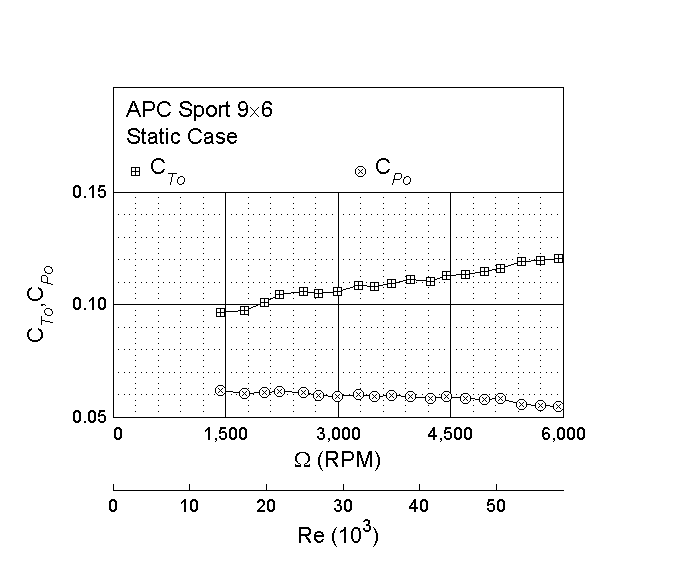 APC Sport 9×6
Static Case
C_To C_Po
0.15
0.10
0.05
C_To,C_Po
0 1,500 3,000 4,500 6,000
Ω (RPM)
0 10 20 30 40 50
Re (10^3)